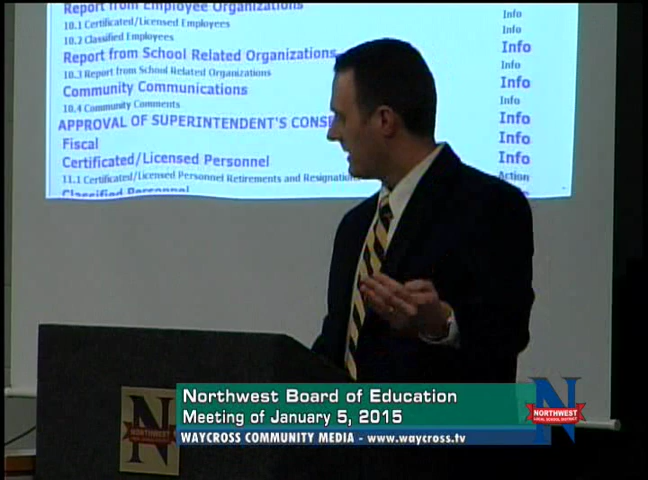 Report from Employee Organizations
10.1 Certificated/Licensed Employees Info
10.2 Classified Employees Info
Report from School Related Organizations Info
10.3 Report from School Related Organizations Info
Community Communications Info
10.4 Community Comments Info
APPROVAL OF SUPERINTENDENT'S Info
Fiscal Info
Certificated/Licensed Personnel Info
11.1 Certificated/Licensed Personnel Retirements and Action
Classified Personnel
N
NORTHWEST
Northwest Board of Education
Meeting of January 5, 2015
WAYCROSS COMMUNITY MEDIA - www.waycross.tv
N
NORTHWEST
LOCAL SCHOOL DISTRICT